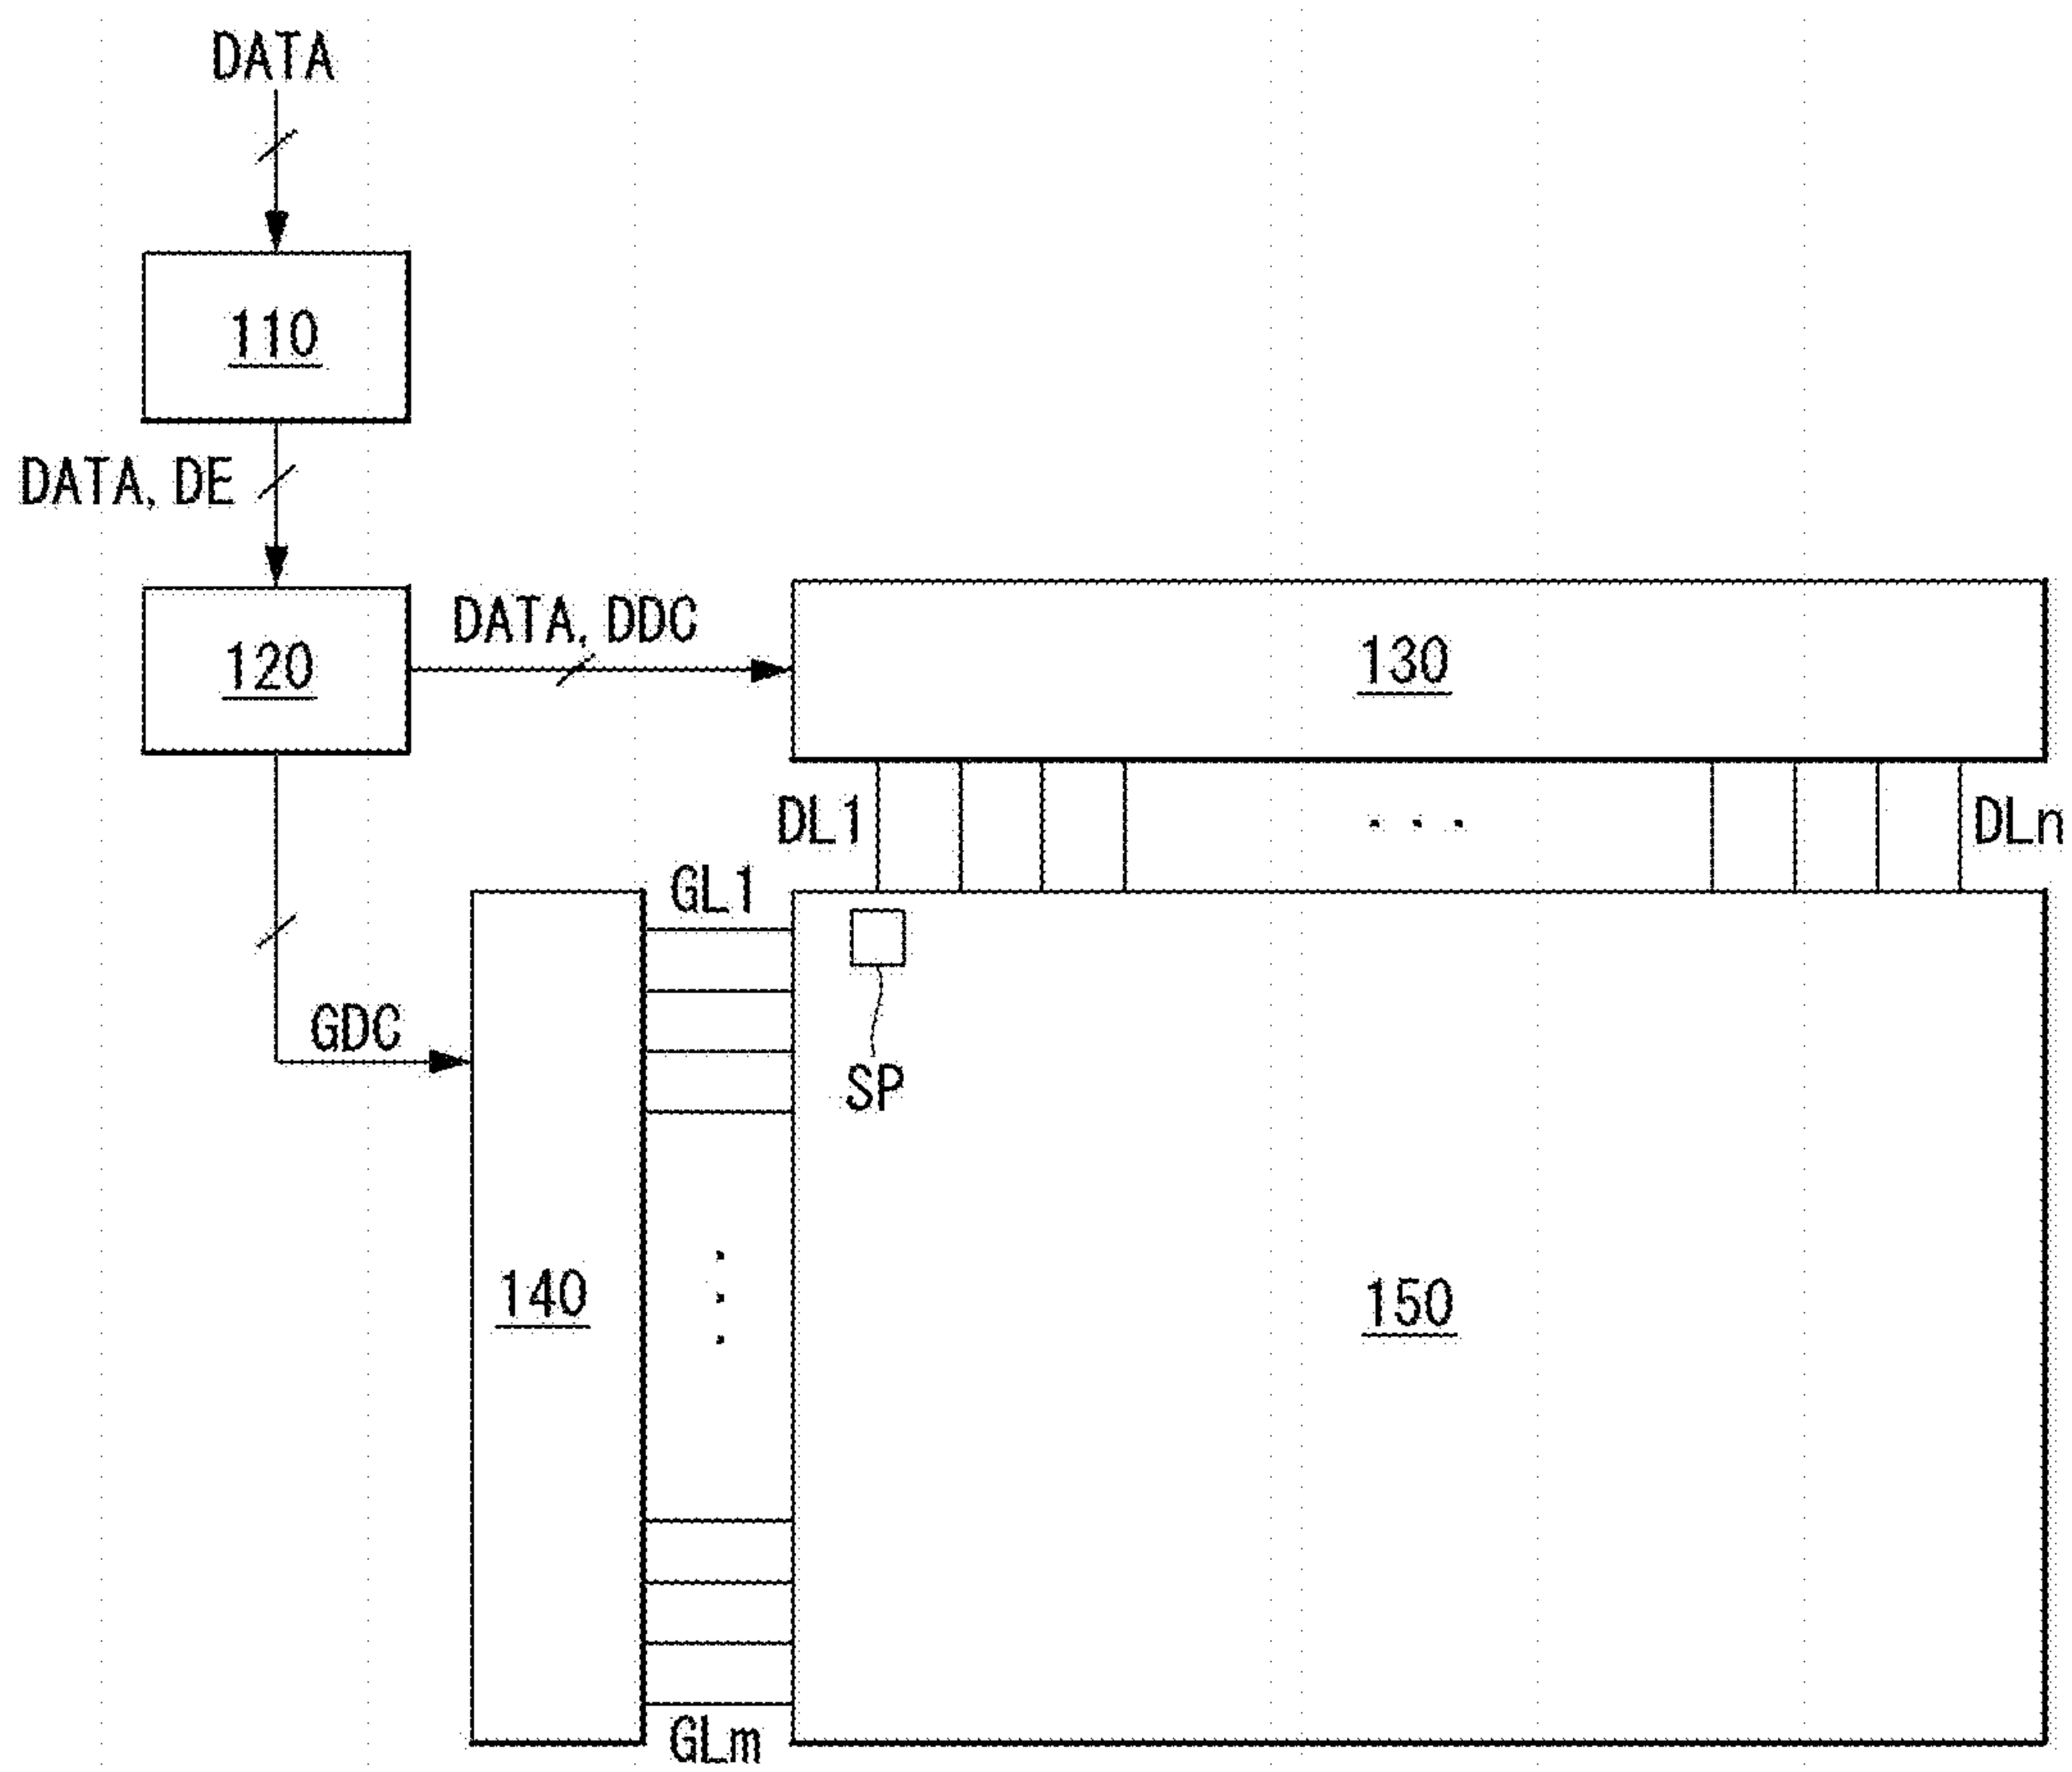 DATA
110
DATA, DE
120
DATA, DDC
130
DL1
. . .
DLn
GL1
GDC
SP
140
150
GLm